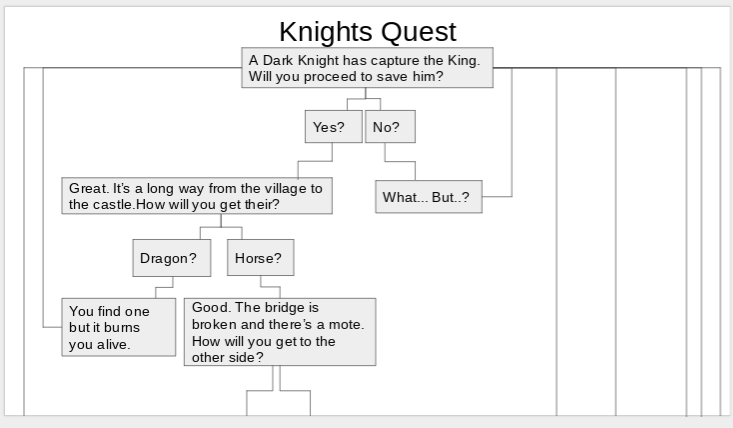 Knights Quest
A Dark Knight has capture the King.
Will you proceed to save him?
Yes?
No?
Great. It's a long way from the village to
the castle.How will you get their?
What... But..?
Dragon?
Horse?
You find one
but it burns
you alive.
Good. The bridge is
broken and there's a mote.
How will you get to the
other side?